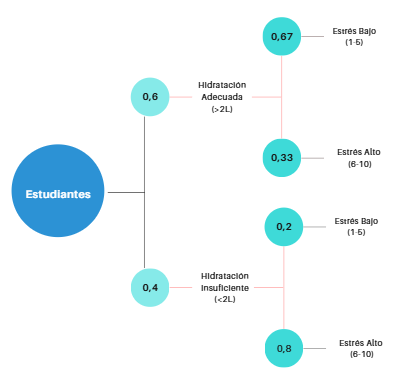 Estudiantes
0,6
Hidratación
Adecuada
(>2L)
0,67
Estrés Bajo
(1-5)
0,33
Estrés Alto
(6-10)
0,4
Hidratación
Insuficiente
(<2L)
0,2
Estrés Bajo
(1-5)
0,8
Estrés Alto
(6-10)